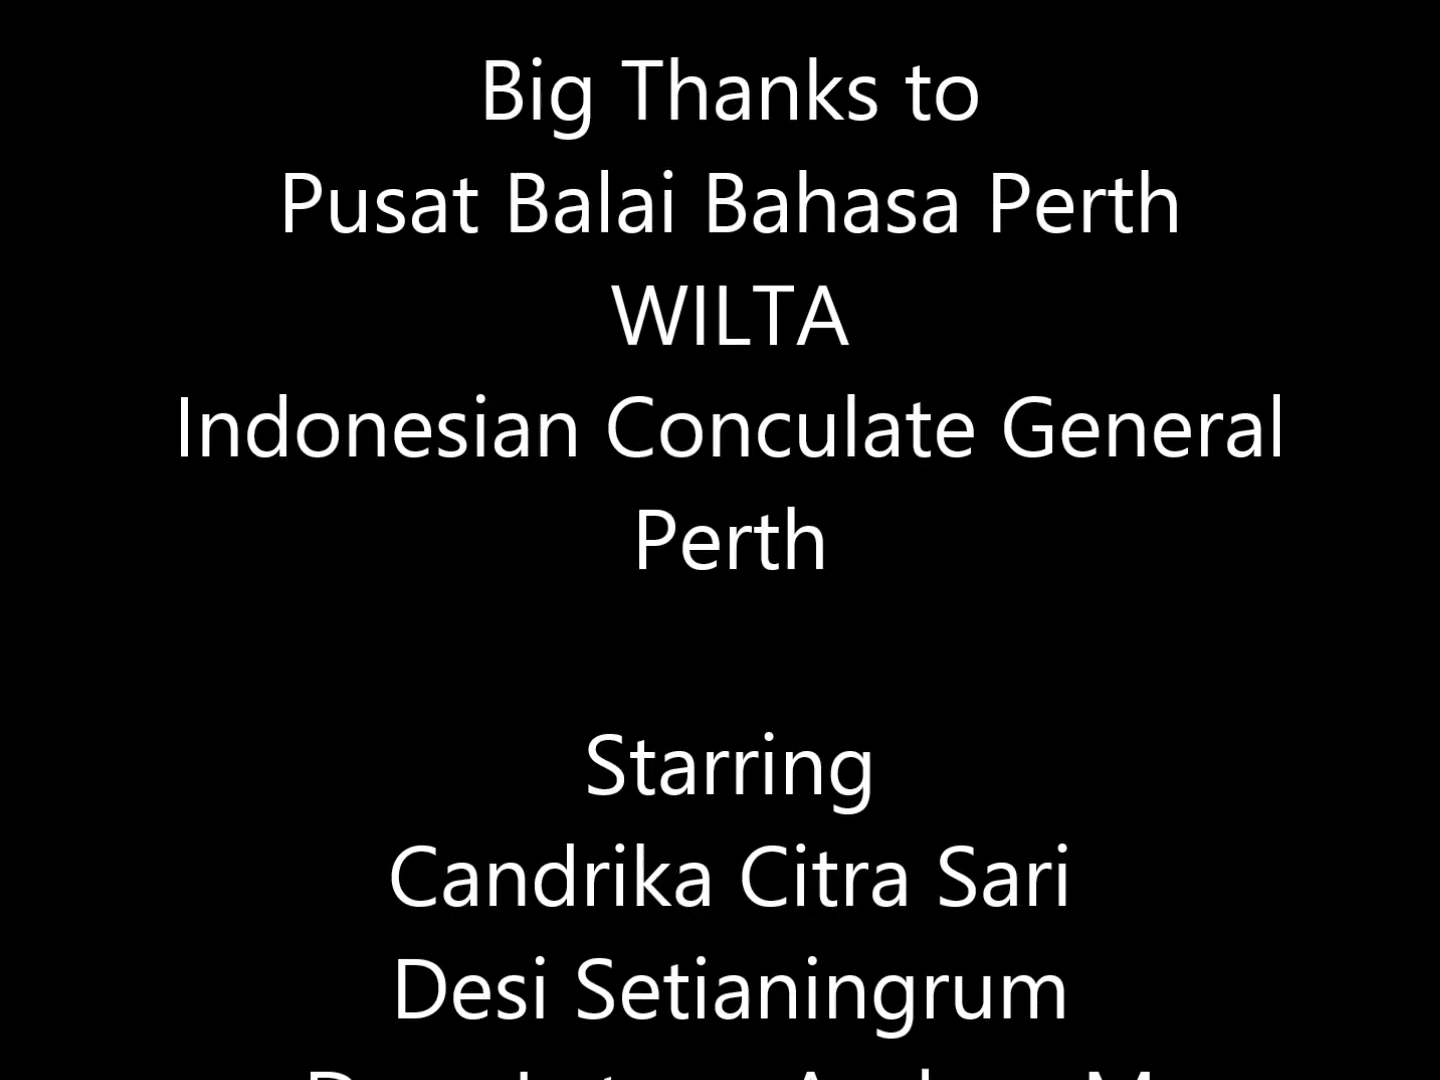 Big Thanks to
Pusat Balai Bahasa Perth
WILTA
Indonesian Conculate General
Perth
Starring
Candrika Citra Sari
Desi Setianingrum